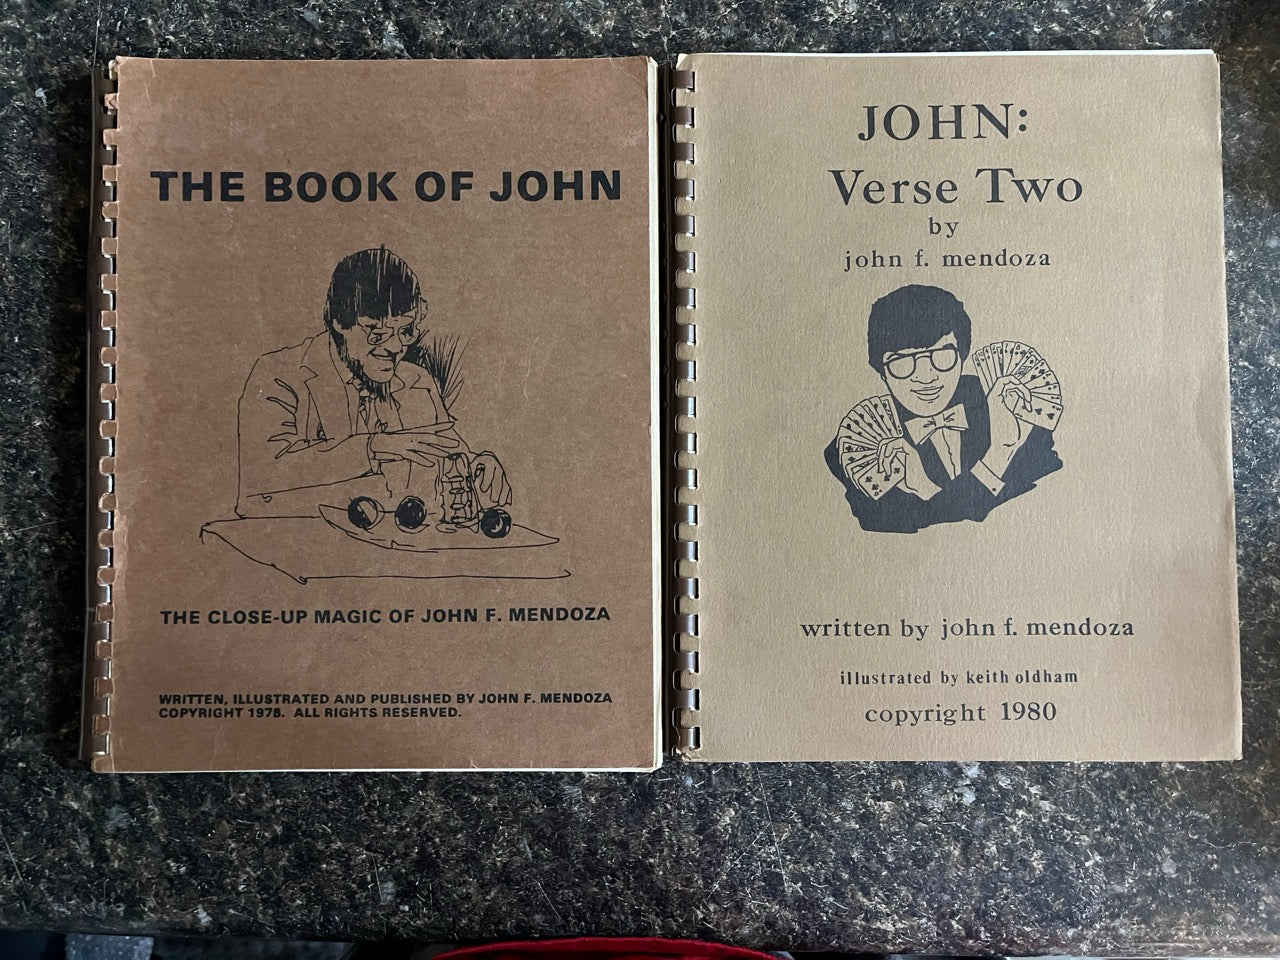 THE BOOK OF JOHN
THE CLOSE-UP MAGIC OF JOHN F. MENDOZA
WRITTEN, ILLUSTRATED AND PUBLISHED BY JOHN F. MENDOZA
COPYRIGHT 1978. ALL RIGHTS RESERVED.
JOHN:
Verse Two
by
john f. mendoza
written by john f. mendoza
illustrated by keith oldham
copyright 1980